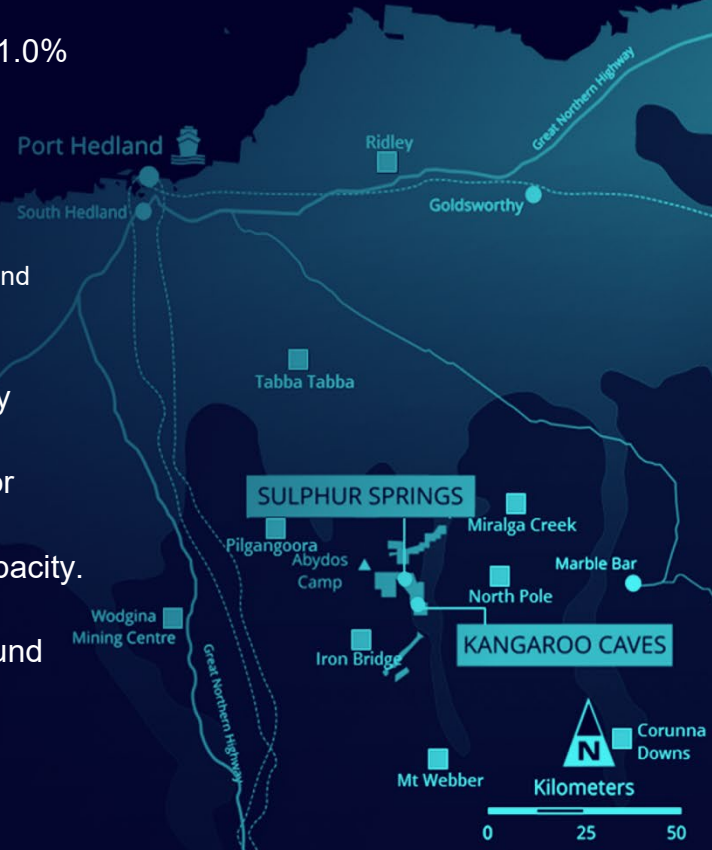 1.0%
Great Northern Highway
Port Hedland
Ridley
South Hedland
Goldsworthy
and
Tabba Tabba
y
or
SULPHUR SPRINGS
Miralga Creek
Pilgangoora
Abydos
Camp
Marble Bar
pacity.
North Pole
Wodgina
Mining Centre
KANGAROO CAVES
Iron Bridge
und
Great Northern Highway
N
Corunna
Downs
Mt Webber
Kilometers
0 25 50